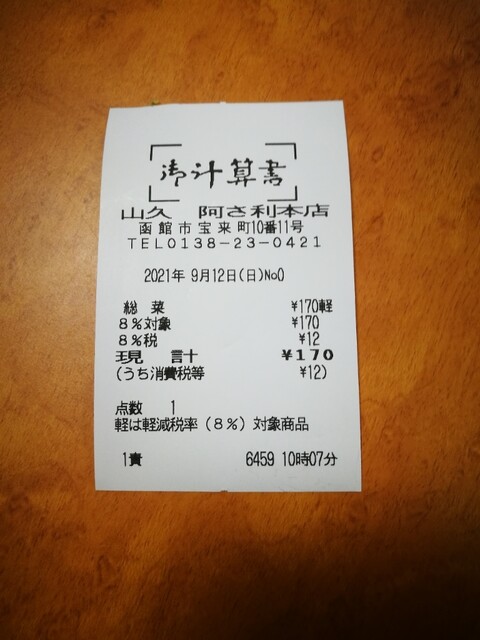 御計算書
山久　阿さ利本店
函館市宝来町10番11号
TEL0138-23-0421
2021年 9月12日(日)No0
総　菜　¥170軽
8%対象　¥170
8%税　¥12
現　計　¥170
(うち消費税等　¥12)
点数　1
軽は軽減税率(8%)対象商品
1責　6459 10時07分